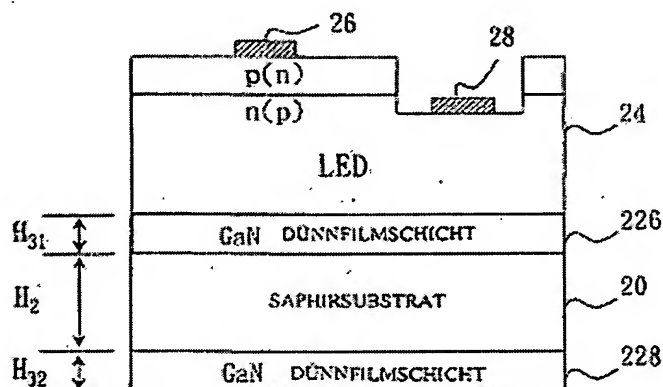 26
p(n)
28
n(p)
24
LED
H31
GaN DÜNNFILMSCHICHT
226
H2
SAPHIRSUBSTRAT
20
H32
GaN DÜNNFILMSCHICHT
228